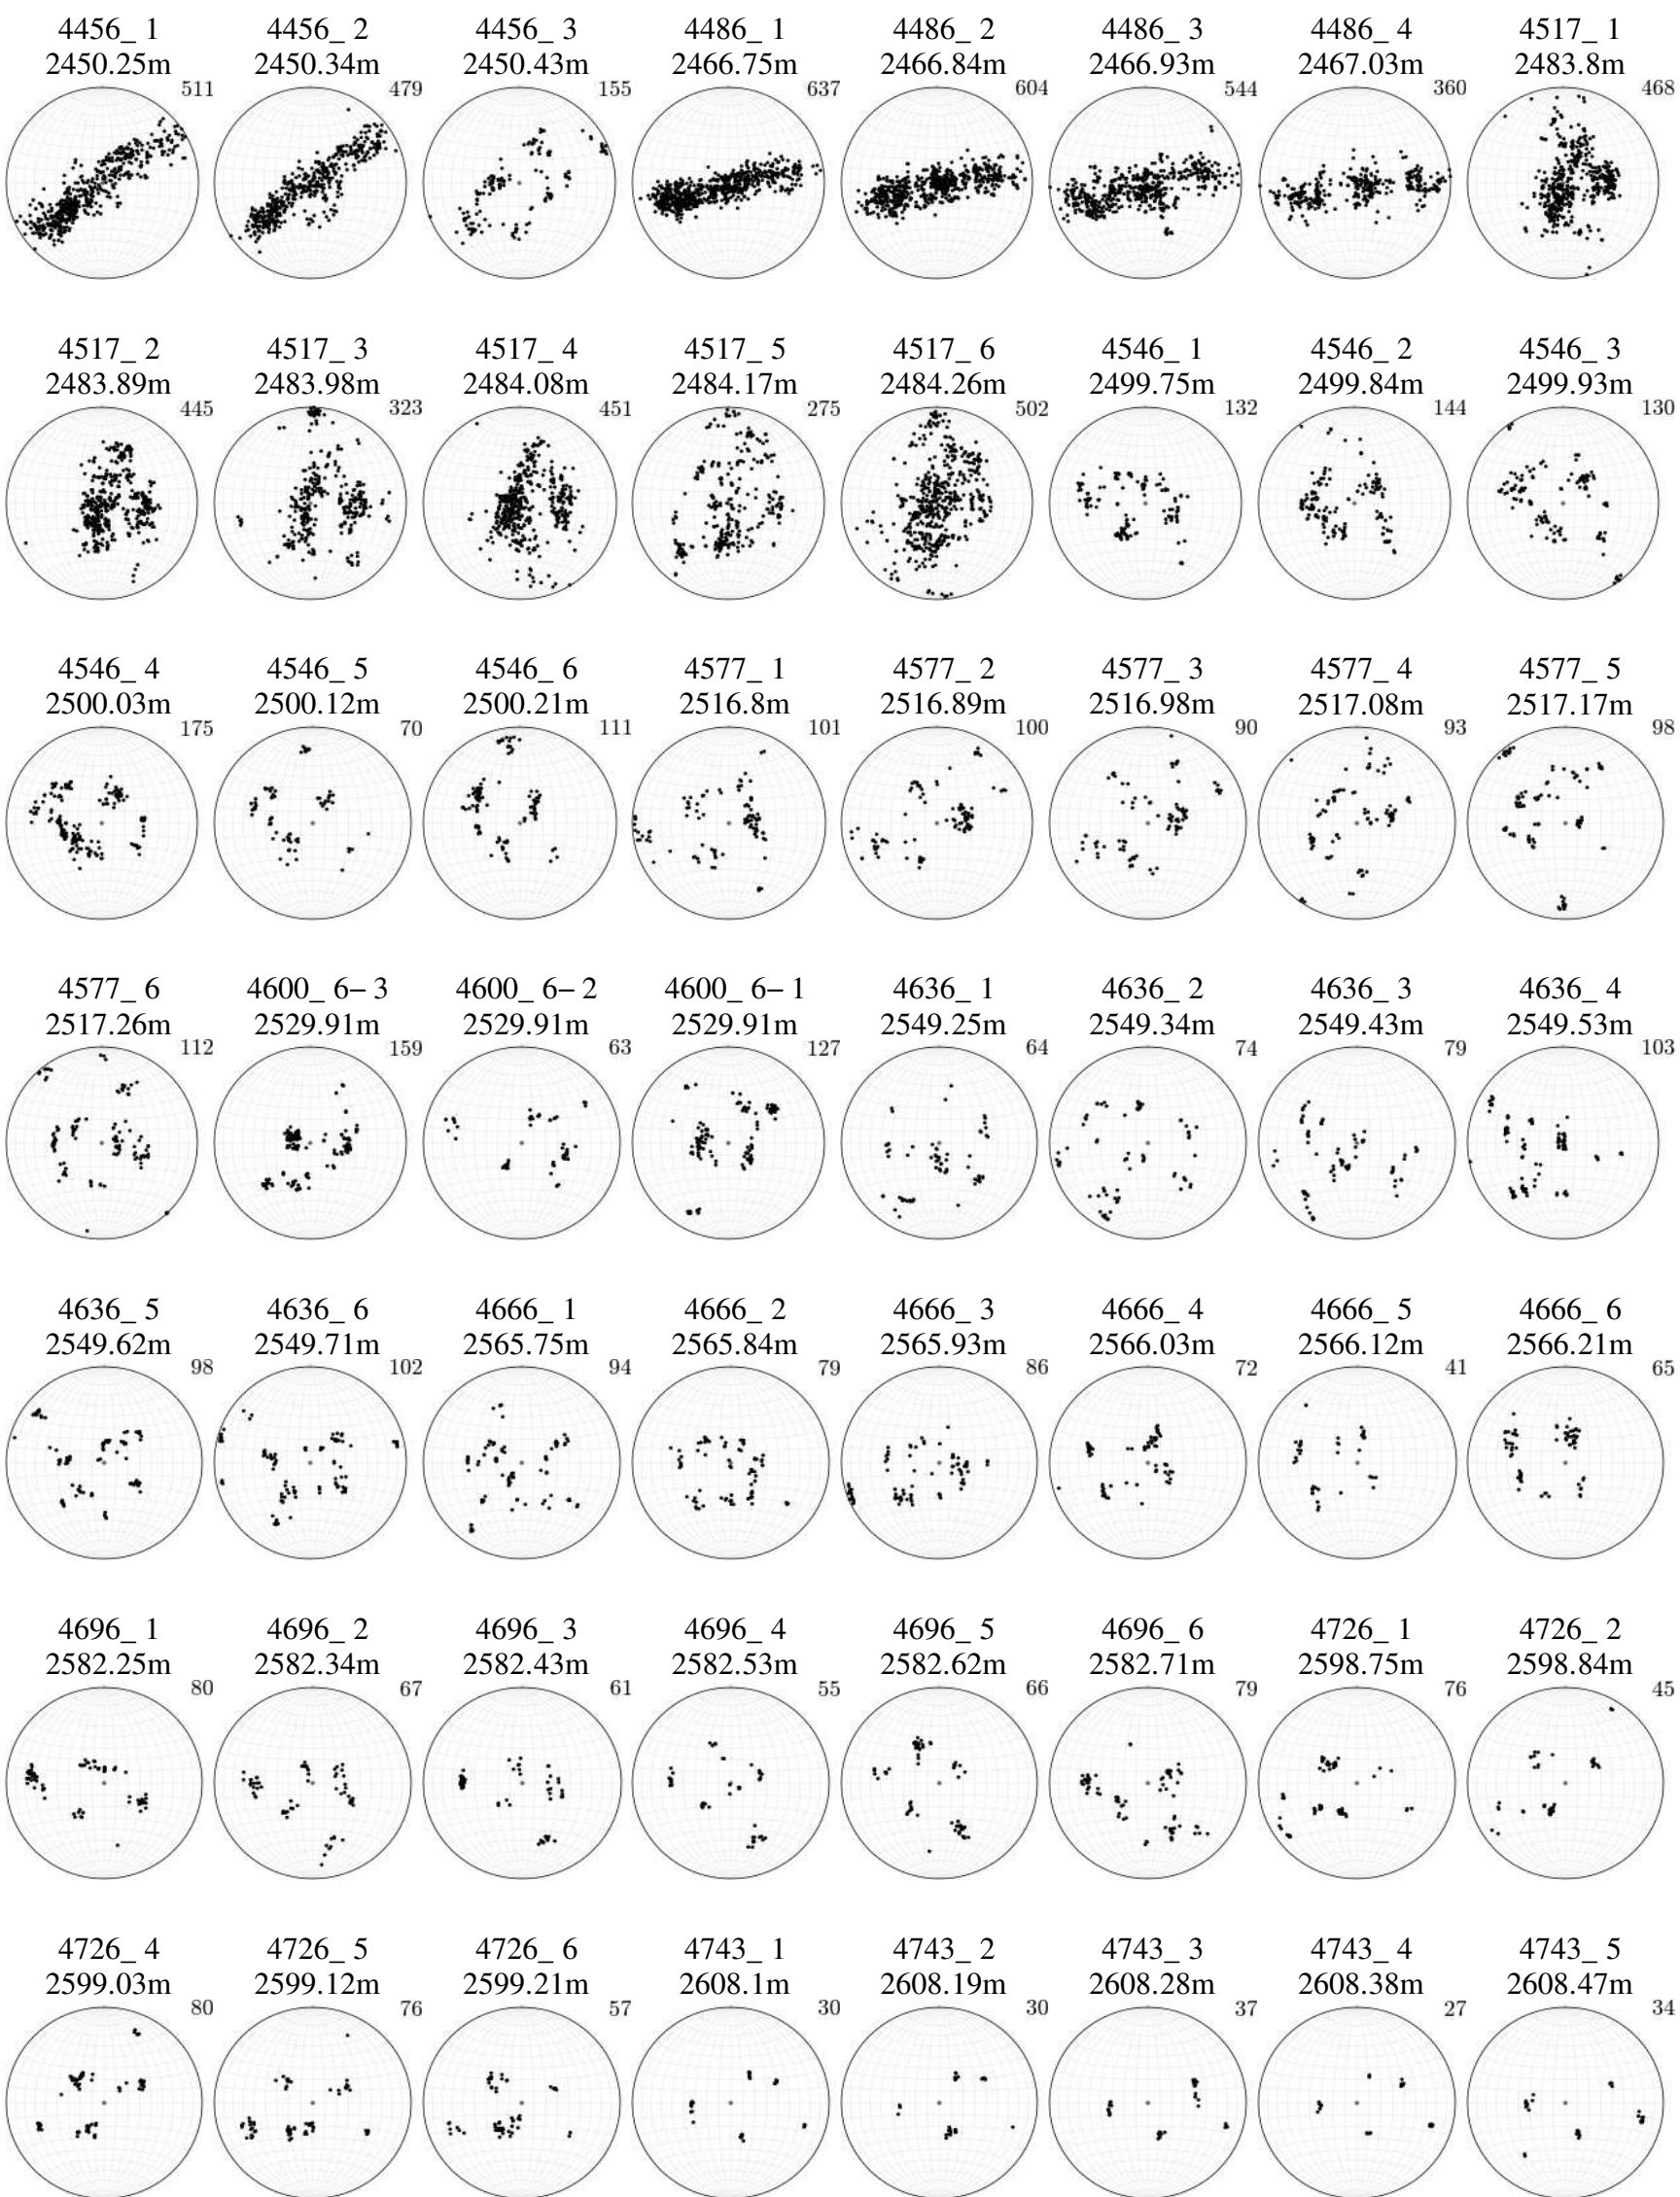 4456_ 1 4456_ 2 4456_ 3 4486_ 1 4486_ 2 4486_ 3 4486_ 4 4517_ 1
2450.25m 2450.34m 2450.43m 2466.75m 2466.84m 2466.93m 2467.03m 2483.8m
511 479 155 637 604 544 360 468
4517_ 2 4517_ 3 4517_ 4 4517_ 5 4517_ 6 4546_ 1 4546_ 2 4546_ 3
2483.89m 2483.98m 2484.08m 2484.17m 2484.26m 2499.75m 2499.84m 2499.93m
445 323 451 275 502 132 144 130
4546_ 4 4546_ 5 4546_ 6 4577_ 1 4577_ 2 4577_ 3 4577_ 4 4577_ 5
2500.03m 2500.12m 2500.21m 2516.8m 2516.89m 2516.98m 2517.08m 2517.17m
175 70 111 101 100 90 93 98
4577_ 6 4600_ 6–3 4600_ 6–2 4600_ 6–1 4636_ 1 4636_ 2 4636_ 3 4636_ 4
2517.26m 2529.91m 2529.91m 2529.91m 2549.25m 2549.34m 2549.43m 2549.53m
112 159 63 127 64 74 79 103
4636_ 5 4636_ 6 4666_ 1 4666_ 2 4666_ 3 4666_ 4 4666_ 5 4666_ 6
2549.62m 2549.71m 2565.75m 2565.84m 2565.93m 2566.03m 2566.12m 2566.21m
98 102 94 79 86 72 41 65
4696_ 1 4696_ 2 4696_ 3 4696_ 4 4696_ 5 4696_ 6 4726_ 1 4726_ 2
2582.25m 2582.34m 2582.43m 2582.53m 2582.62m 2582.71m 2598.75m 2598.84m
80 67 61 55 66 79 76 45
4726_ 4 4726_ 5 4726_ 6 4743_ 1 4743_ 2 4743_ 3 4743_ 4 4743_ 5
2599.03m 2599.12m 2599.21m 2608.1m 2608.19m 2608.28m 2608.38m 2608.47m
80 76 57 30 30 37 27 34